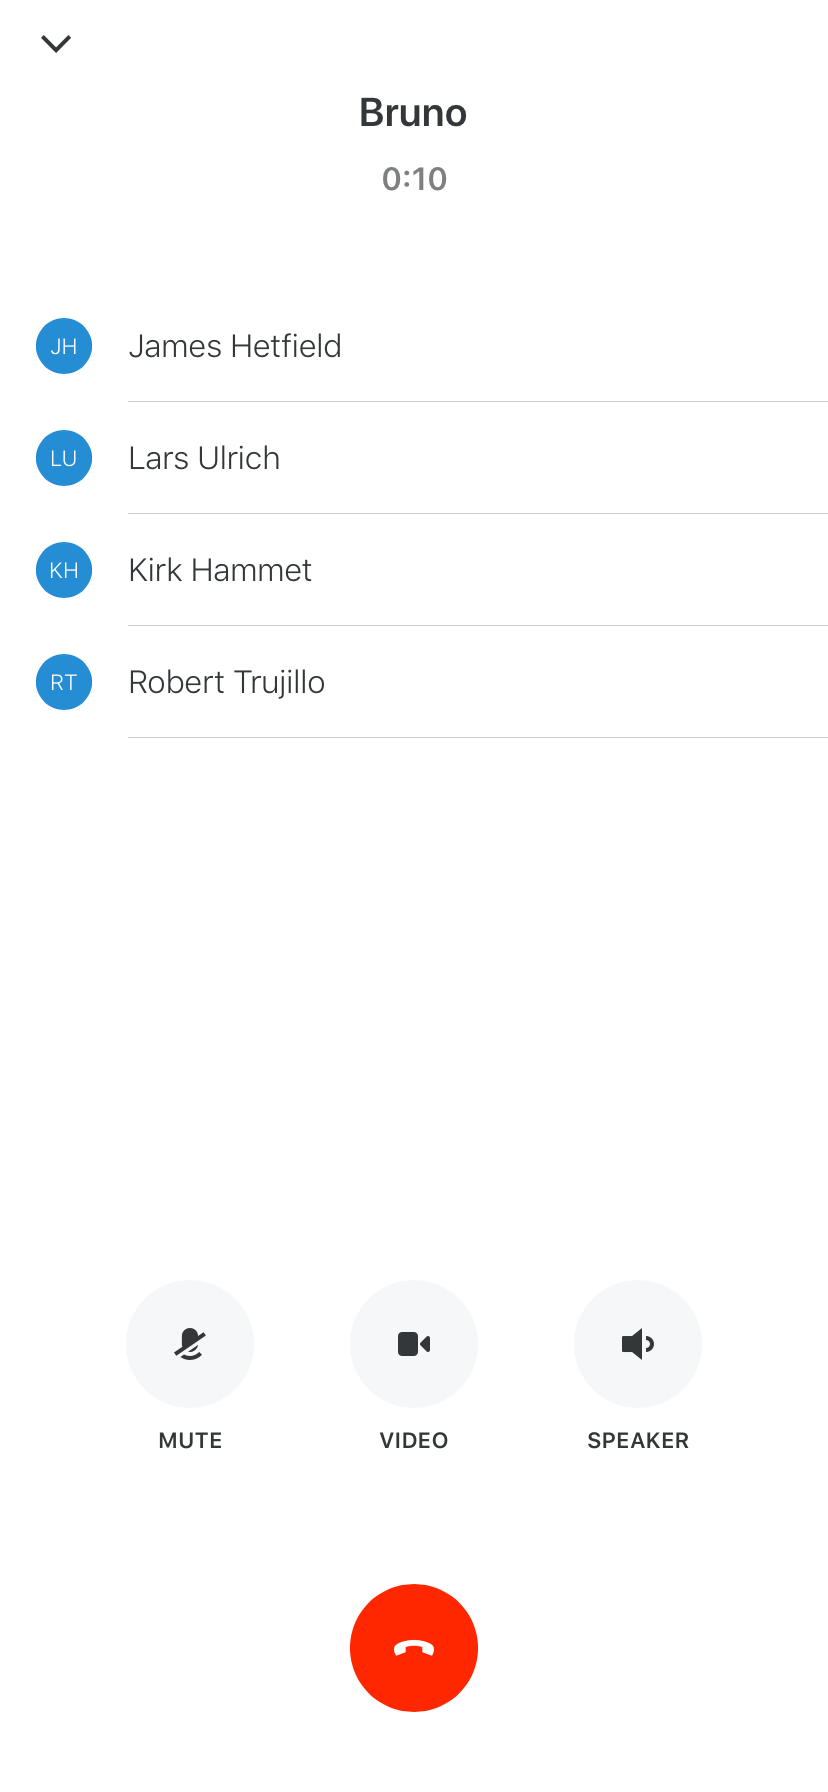 Bruno
0:10
JH James Hetfield
LU Lars Ulrich
KH Kirk Hammet
RT Robert Trujillo
MUTE VIDEO SPEAKER